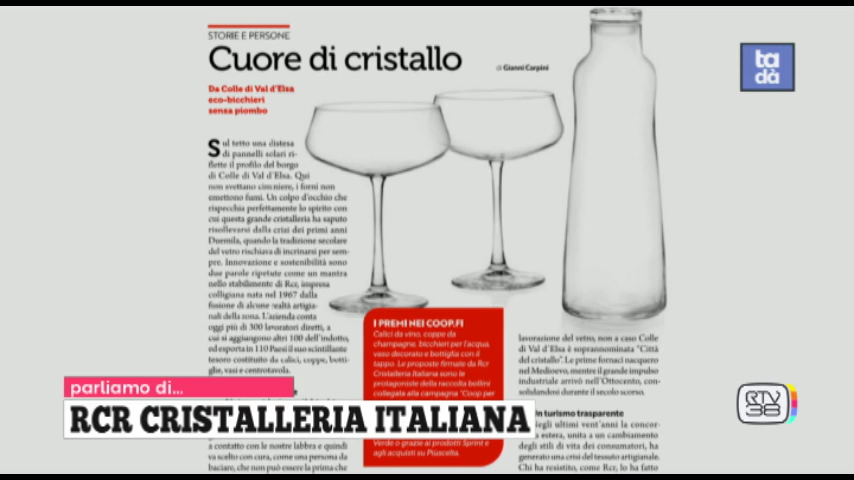 STORIE E PERSONE
Cuore di cristallo
di Gianni Carpini
Da Colle di Val d'Elsa
eco-bicchieri
senza piombo
Sul tetto una distesa
di pannelli solari ri-
flette il profilo del borgo
di Colle di Val d'Elsa. Qui
non svettano ciminiere, i forni non
emettono fumi. Un colpo d'occhio che
rispecchia perfettamente lo spirito con
cui questa grande cristalleria ha saputo
risollevarsi dalla crisi dei primi anni
Duemila, quando la tradizione secolare
del vetro rischiava di incrinarsi per sem-
pre. Innovazione e sostenibilità sono
due parole ripetute come un mantra
nello stabilimento di Rcr, impresa
colligiana nata nel 1967 dalla
fusione di alcune realtà artigia-
nali della zona. L'azienda conta
oggi più di 300 lavoratori diretti, a
cui si aggiungono altri 100 dell'indotto,
ed esporta in 110 Paesi il suo scintillante
tesoro costituito da calici, coppe, botti-
glie, vasi e centrotavola.
a contatto con le nostre labbra e quindi
va scelto con cura, come una persona da
baciare, che non può essere la prima che
I PREMI NEI COOP.FI
Calici da vino, coppe da
champagne, bicchieri per l'acqua,
vaso decorato e bottiglia con il
tappo. Le proposte firmate da Rcr
Cristalleria Italiana sono le
protagoniste della raccolta bollini
collegata alla campagna "Coop per
Verde o grazie ai prodotti Sprint e
agli acquisti su Piùscelta.
lavorazione del vetro, non a caso Colle
di Val d'Elsa è soprannominata "Città
del cristallo". Le prime fornaci nacquero
nel Medioevo, mentre il grande impulso
industriale arrivò nell'Ottocento, con-
solidandosi durante il secolo scorso.
Un turismo trasparente
Negli ultimi vent'anni la concor-
estera, unita a un cambiamento
degli stili di vita dei consumatori, ha
generato una crisi del tessuto artigianale.
Chi ha resistito, come Rcr, lo ha fatto
ta
dà
parliamo di...
RCR CRISTALLERIA ITALIANA
RTV
38